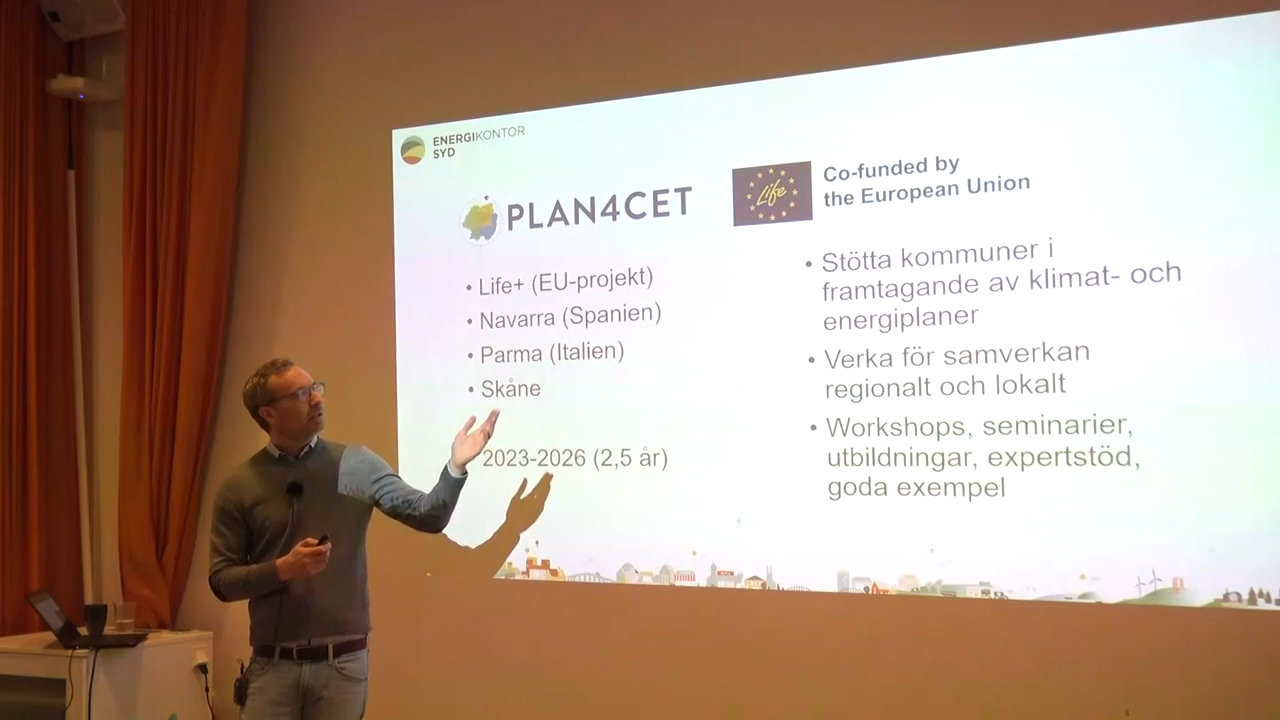 ENERGIKONTOR
SYD
PLAN4CET
Life
Co-funded by
the European Union
• Life+ (EU-projekt)
• Navarra (Spanien)
• Parma (Italien)
• Skåne
2023-2026 (2,5 år)
• Stötta kommuner i
framtagande av klimat- och
energiplaner
• Verka för samverkan
regionalt och lokalt
• Workshops, seminarier,
utbildningar, expertstöd,
goda exempel